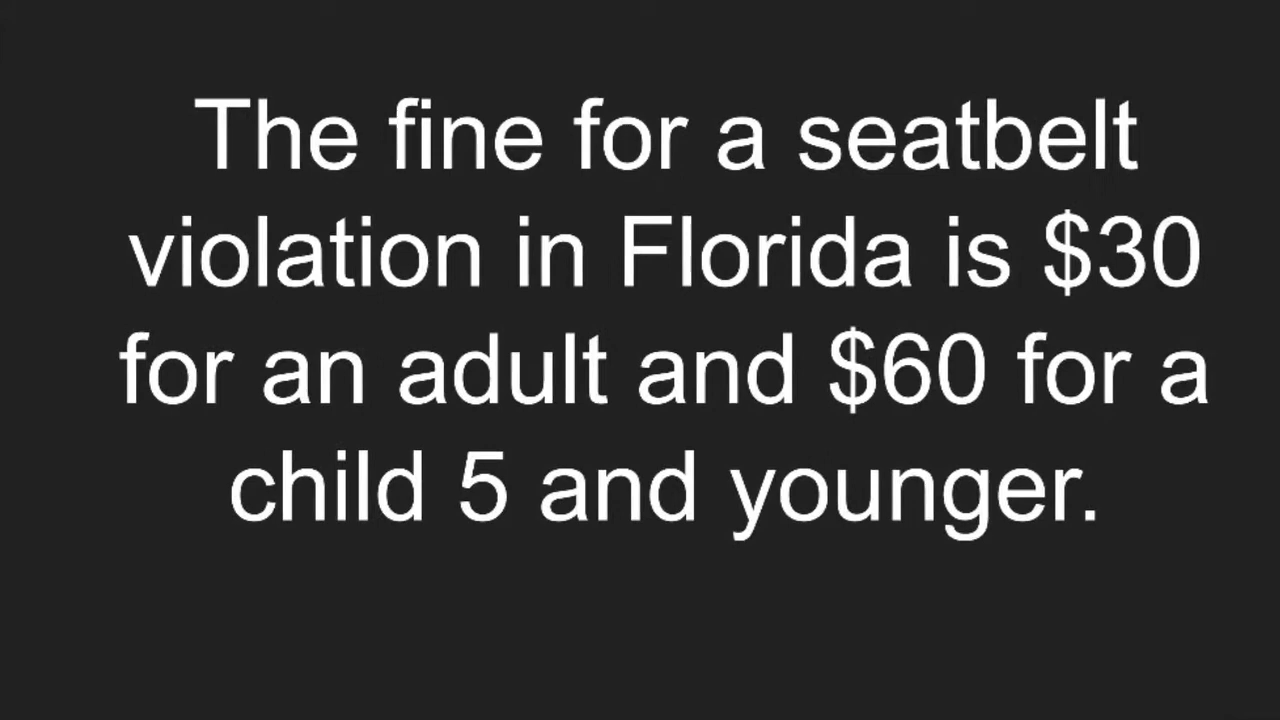 The fine for a seatbelt
violation in Florida is $30
for an adult and $60 for a
child 5 and younger.